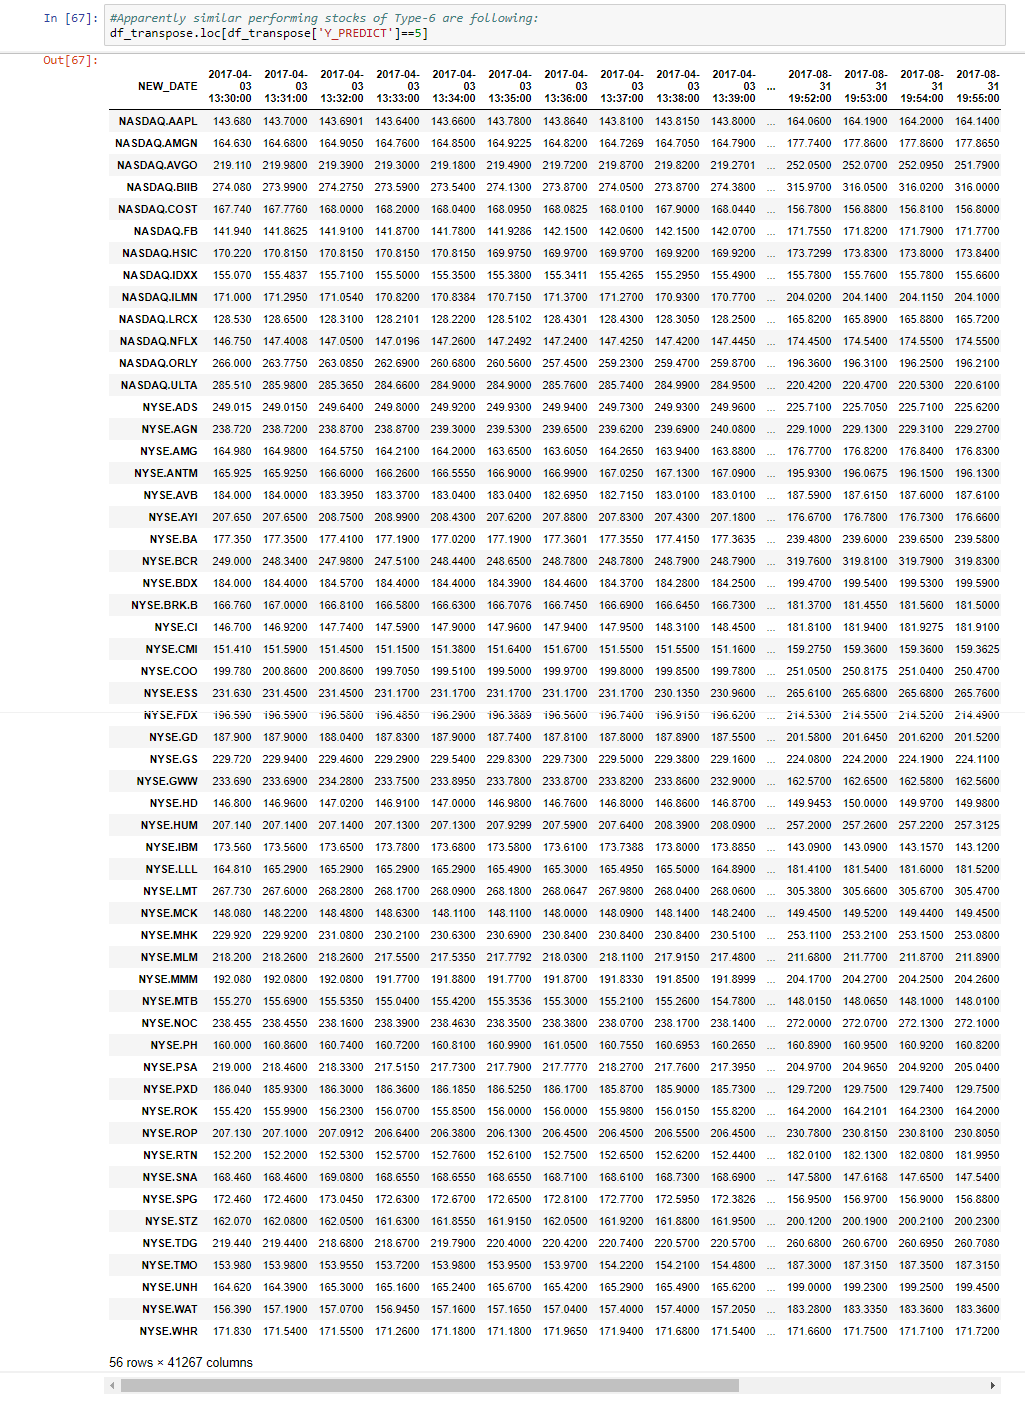 In [67]: #Apparently similar performing stocks of Type-6 are following:
df_transpose.loc[df_transpose['Y_PREDICT']==5]
Out[67]:
NEW_DATE 2017-04-03 13:30:00 2017-04-03 13:31:00 2017-04-03 13:32:00 2017-04-03 13:33:00 2017-04-03 13:34:00 2017-04-03 13:35:00 2017-04-03 13:36:00 2017-04-03 13:37:00 2017-04-03 13:38:00 2017-04-03 13:39:00 ... 2017-08-31 19:52:00 2017-08-31 19:53:00 2017-08-31 19:54:00 2017-08-31 19:55:00
NASDAQ.AAPL 143.680 143.7000 143.6901 143.6400 143.6600 143.7800 143.8640 143.8100 143.8150 143.8000 ... 164.0600 164.1900 164.2000 164.1400
NASDAQ.AMGN 164.630 164.6800 164.9050 164.7600 164.8500 164.9225 164.8200 164.7269 164.7050 164.7900 ... 177.7400 177.8600 177.8630 177.8650
NASDAQ.AVGO 219.110 219.9800 219.3900 219.3000 219.1800 219.4900 219.7200 219.8700 219.8200 219.2701 ... 252.0500 252.0700 252.0950 251.7900
NASDAQ.BIIB 274.080 273.9900 274.2750 273.5900 273.5400 274.1300 273.8700 274.0500 273.8700 274.3800 ... 315.9700 316.0500 316.0200 316.0000
NASDAQ.COST 167.740 167.7760 168.0000 168.2000 168.0400 168.0950 168.0825 168.0100 167.9000 168.0440 ... 156.7800 156.8800 156.8100 156.8000
NASDAQ.FB 141.940 141.8625 141.9100 141.8700 141.7800 141.9286 142.1500 142.0600 142.1500 142.0700 ... 171.7550 171.8200 171.7900 171.7700
NASDAQ.HSIC 170.220 170.8150 170.8150 170.8150 170.8150 169.9750 169.9700 169.9700 169.9200 169.9200 ... 173.7299 173.8300 173.8000 173.8400
NASDAQ.IDXX 155.070 155.4837 155.7100 155.5000 155.3500 155.3800 155.3411 155.4265 155.2950 155.4900 ... 155.7800 155.7600 155.7800 155.6600
NASDAQ.ILMN 171.000 171.2950 171.0540 170.8200 170.8384 170.7150 171.3700 171.2700 170.9300 170.7700 ... 204.0200 204.1400 204.1150 204.1000
NASDAQ.LRCX 128.530 128.6500 128.3100 128.2101 128.2200 128.5102 128.4301 128.4300 128.3050 128.2500 ... 165.8200 165.8900 165.8800 165.7200
NASDAQ.NFLX 146.750 147.4008 147.0500 147.0196 147.2600 147.2492 147.2400 147.4250 147.4200 147.4450 ... 174.4500 174.5400 174.5500 174.5500
NASDAQ.ORLY 266.000 263.7750 263.0850 262.6900 260.6800 260.5600 257.4500 259.2300 259.4700 259.8700 ... 196.3600 196.3100 196.2500 196.2100
NASDAQ.ULTA 285.510 285.9800 285.3650 284.6600 284.9000 284.9000 285.7600 285.7400 284.9900 284.9500 ... 220.4200 220.4700 220.5300 220.6100
NYSE.ADS 249.015 249.0150 249.6400 249.8000 249.9200 249.9300 249.9400 249.7300 249.9300 249.9600 ... 225.7100 225.7050 225.7100 225.6200
NYSE.AGN 238.720 238.7200 238.8700 238.8700 239.3000 239.5300 239.6500 239.6200 239.6900 240.0800 ... 229.1000 229.1300 229.3100 229.2700
NYSE.AMG 164.980 164.9800 164.5750 164.2100 164.2000 163.6500 163.6050 164.2650 163.9400 163.8800 ... 176.7700 176.8200 176.8400 176.8300
NYSE.ANTM 165.925 165.9250 166.6000 166.2600 166.5550 166.9000 166.9900 167.0250 167.1300 167.0900 ... 195.9300 196.0675 196.1500 196.1300
NYSE.AVB 184.000 184.0000 183.3950 183.3700 183.0400 183.0400 182.6950 182.7150 183.0100 183.0100 ... 187.5900 187.6150 187.6000 187.6100
NYSE.AYI 207.650 207.6500 208.7500 208.9900 208.4300 207.6200 207.8800 207.8300 207.4300 207.1800 ... 176.6700 176.7800 176.7300 176.6600
NYSE.BA 177.350 177.3500 177.4100 177.1900 177.0200 177.1900 177.3601 177.3550 177.4150 177.3635 ... 239.4800 239.6000 239.6500 239.5800
NYSE.BCR 249.000 248.3400 247.9800 247.5100 248.4400 248.6500 248.7800 248.7800 248.7900 248.7900 ... 319.7600 319.8100 319.7900 319.8300
NYSE.BDX 184.000 184.4000 184.5700 184.4000 184.4000 184.3900 184.4600 184.3700 184.2800 184.2500 ... 199.4700 199.5400 199.5300 199.5900
NYSE.BRK.B 166.760 167.0000 166.8100 166.5800 166.6300 166.7076 166.7450 166.6900 166.6450 166.7300 ... 181.3700 181.4550 181.5600 181.5000
NYSE.CI 146.700 146.9200 147.7400 147.5900 147.9000 147.9600 147.9400 147.9500 148.3100 148.4500 ... 181.8100 181.9400 181.9275 181.9100
NYSE.CMI 151.410 151.5900 151.4500 151.1500 151.3800 151.6400 151.6700 151.5500 151.5500 151.1600 ... 159.2750 159.3600 159.3600 159.3625
NYSE.COO 199.780 200.8600 200.8600 199.7050 199.5100 199.5000 199.9700 199.8000 199.8500 199.7800 ... 251.0500 250.8175 251.0400 250.4700
NYSE.ESS 231.630 231.4500 231.4500 231.1700 231.1700 231.1700 231.1700 231.1700 230.1350 230.9600 ... 265.6100 265.6800 265.6800 265.7600
NYSE.FDX 196.590 196.5900 196.5800 196.4850 196.2900 196.3889 196.5600 196.7400 196.9150 196.6200 ... 214.5300 214.5500 214.5200 214.4900
NYSE.GD 187.900 187.9000 188.0400 187.8300 187.9000 187.7400 187.8100 187.8000 187.8900 187.5500 ... 201.5800 201.6450 201.6200 201.5200
NYSE.GS 229.720 229.9400 229.4600 229.2900 229.5400 229.8300 229.7300 229.5000 229.3800 229.1600 ... 224.0800 224.2000 224.1900 224.1100
NYSE.GWW 233.690 233.6900 234.2800 233.7500 233.8950 233.7800 233.8700 233.8200 233.8600 232.9000 ... 162.5700 162.6500 162.5800 162.5600
NYSE.HD 146.800 146.9600 147.0200 146.9100 147.0000 146.9800 146.7600 146.8000 146.8600 146.8700 ... 149.9453 150.0000 149.9700 149.9800
NYSE.HUM 207.140 207.1400 207.1400 207.1300 207.1300 207.9299 207.5900 207.6400 208.3900 208.0900 ... 257.2000 257.2600 257.2200 257.3125
NYSE.IBM 173.560 173.5600 173.6500 173.7800 173.6800 173.5800 173.6100 173.7388 173.8000 173.8850 ... 143.0900 143.0900 143.1570 143.1200
NYSE.LLL 164.810 165.2900 165.2900 165.2900 165.2900 165.4900 165.3000 165.4950 165.5000 164.8900 ... 181.4100 181.5400 181.6000 181.5200
NYSE.LMT 267.730 267.6000 268.2800 268.1700 268.0900 268.1800 268.0647 267.9800 268.0400 268.0600 ... 305.3800 305.6600 305.6700 305.4700
NYSE.MCK 148.080 148.2200 148.4800 148.6300 148.1100 148.1100 148.0000 148.0900 148.1400 148.2400 ... 149.4500 149.5200 149.4400 149.4500
NYSE.MHK 229.920 229.9200 231.0800 230.2100 230.6300 230.6900 230.8400 230.8400 230.8400 230.5100 ... 253.1100 253.2100 253.1500 253.0800
NYSE.MLM 218.200 218.2600 218.2600 217.5500 217.5350 217.7792 218.0300 218.1100 217.9150 217.4800 ... 211.6800 211.7700 211.8700 211.8900
NYSE.MMM 192.080 192.0800 192.0800 191.7700 191.8800 191.7700 191.8700 191.8330 191.8500 191.8999 ... 204.1700 204.2700 204.2500 204.2600
NYSE.MTB 155.270 155.6900 155.5350 155.0400 155.4200 155.3536 155.3000 155.2100 155.2600 154.7800 ... 148.0150 148.0650 148.1000 148.0100
NYSE.NOC 238.455 238.4550 238.1600 238.3900 238.4630 238.3500 238.3800 238.0700 238.1700 238.1400 ... 272.0000 272.0700 272.1300 272.1000
NYSE.PH 160.000 160.8600 160.7400 160.7200 160.8100 160.9900 161.0500 160.7550 160.6953 160.2650 ... 160.8900 160.9500 160.9200 160.8200
NYSE.PSA 219.000 218.4600 218.3300 217.5150 217.7300 217.7900 217.7770 218.2700 217.7600 217.3950 ... 204.9700 204.9650 204.9200 205.0400
NYSE.PXD 186.040 185.9300 186.3000 186.3600 186.1850 186.5250 186.1700 185.8700 185.9000 185.7300 ... 129.7200 129.7500 129.7400 129.7500
NYSE.ROK 155.420 155.9900 156.2300 156.0700 155.8500 156.0000 156.0000 155.9800 156.0150 155.8200 ... 164.2000 164.2101 164.2300 164.2000
NYSE.ROP 207.130 207.1000 207.0912 206.6400 206.3800 206.1300 206.4500 206.4500 206.5500 206.4500 ... 230.7800 230.8150 230.8100 230.8050
NYSE.RTN 152.200 152.2000 152.5300 152.5700 152.7600 152.6100 152.7500 152.6500 152.6200 152.4400 ... 182.0100 182.1300 182.0800 181.9950
NYSE.SNA 168.460 168.4600 169.0800 168.6550 168.6550 168.6550 168.7100 168.6100 168.7300 168.6900 ... 147.5800 147.6168 147.6500 147.5400
NYSE.SPG 172.460 172.4600 173.0450 172.6300 172.6700 172.6500 172.8100 172.7700 172.5950 172.3826 ... 156.9500 156.9700 156.9000 156.8800
NYSE.STZ 162.070 162.0800 162.0500 161.6300 161.8550 161.9150 162.0500 161.9200 161.8800 161.9500 ... 200.1200 200.1900 200.2100 200.2300
NYSE.TDG 219.440 219.4400 218.6800 218.6700 219.7900 220.4000 220.4200 220.7400 220.5700 220.5700 ... 260.6800 260.6700 260.6950 260.7080
NYSE.TMO 153.980 153.9800 153.9550 153.7200 153.9800 153.9500 153.9700 154.2200 154.2100 154.4800 ... 187.3000 187.3150 187.3500 187.3150
NYSE.UNH 164.620 164.3900 165.3000 165.1600 165.2400 165.6700 165.4200 165.2900 165.4900 165.6200 ... 199.0000 199.2300 199.2500 199.4500
NYSE.WAT 156.390 157.1900 157.0700 156.9450 157.1600 157.1650 157.0400 157.4000 157.4000 157.2050 ... 183.2800 183.3350 183.3600 183.3600
NYSE.WHR 171.830 171.5400 171.5500 171.2600 171.1800 171.1800 171.9650 171.9400 171.6800 171.5400 ... 171.6600 171.7500 171.7100 171.7200
56 rows × 41267 columns